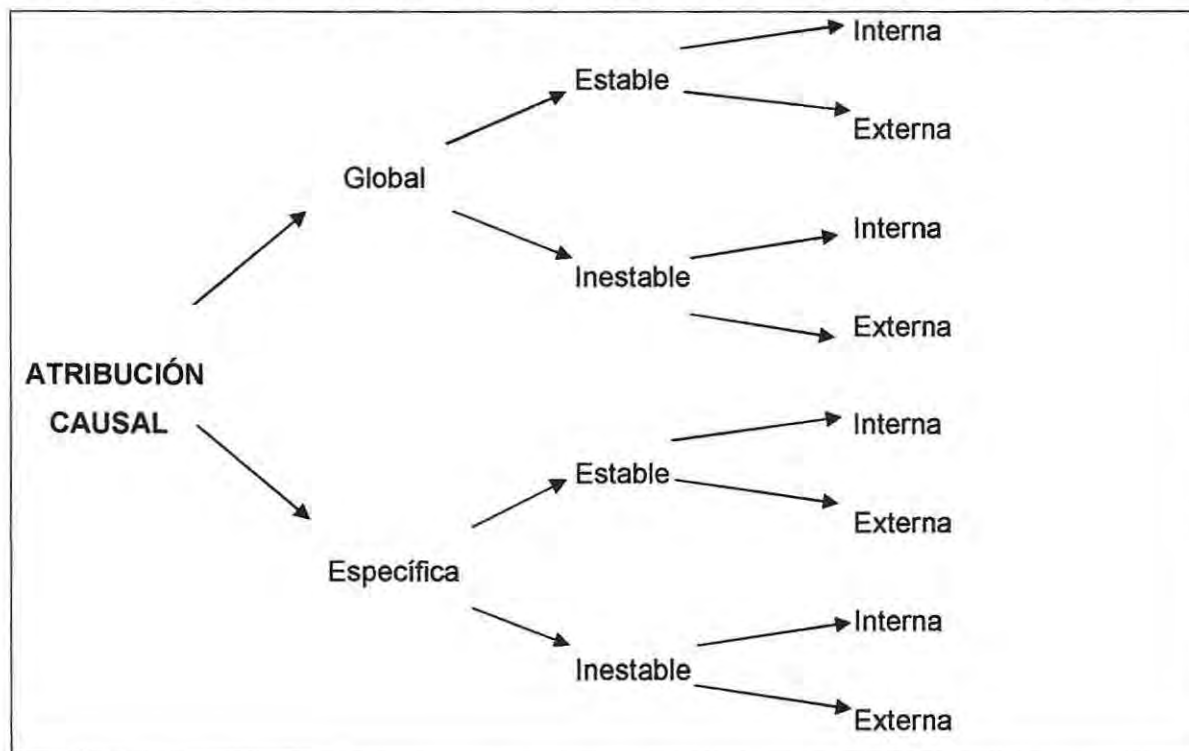 Interna
Estable
Externa
Global
Interna
Inestable
Externa
ATRIBUCIÓN
CAUSAL
Interna
Estable
Externa
Específica
Interna
Inestable
Externa